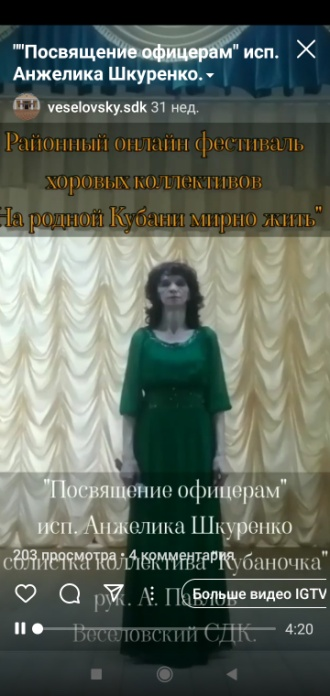 ""Посвящение офицерам" исп.
Анжелика Шкуренко.
veselovsky.sdk 31 нед.
Районный онлайн фестиваль
хоровых коллективов
На родной Кубани мирно жить"
"Посвящение офицерам"
исп. Анжелика Шкуренко
203 просмотра · 4 комментария
солистка коллектива "Кубаночка"
Больше видео IGTV
рук. А. Павлов
4:20
Веселовский СДК.